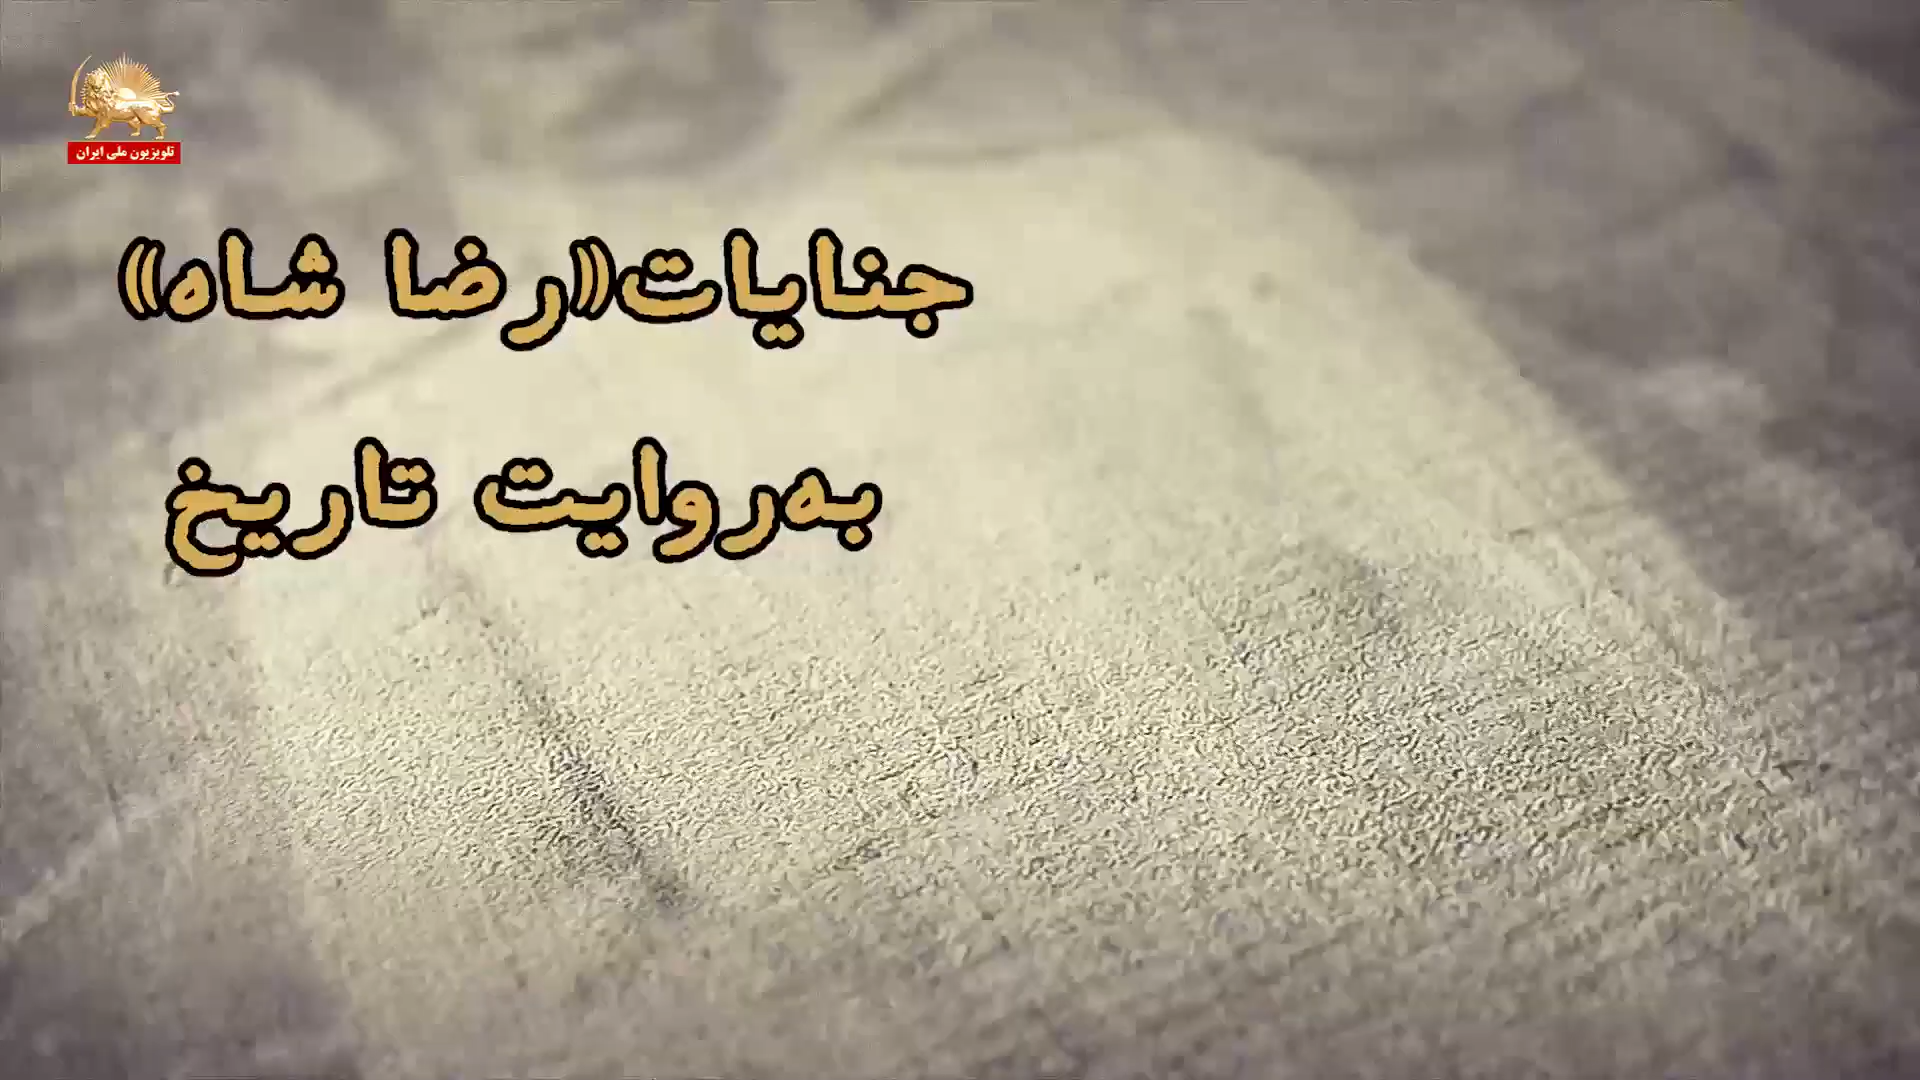 تلویزیون ملی ایران
جنایات«رضا شاه»
به‌روایت تاریخ